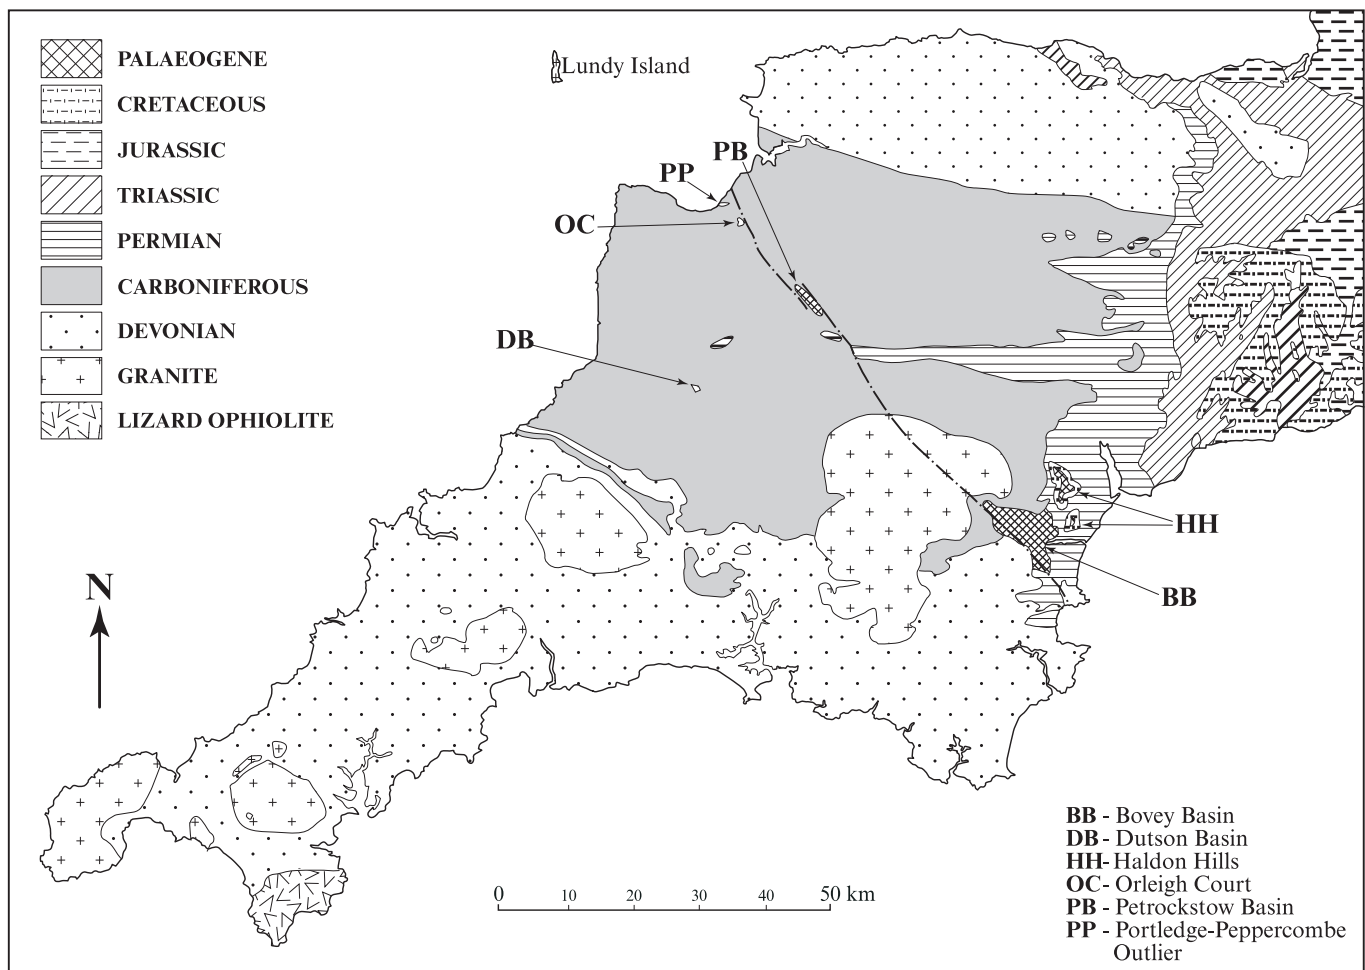 PALAEOGENE
CRETACEOUS
JURASSIC
TRIASSIC
PERMIAN
CARBONIFEROUS
DEVONIAN
GRANITE
LIZARD OPHIOLITE
Lundy Island
PB
PP
OC
DB
HH
BB
N
0 10 20 30 40 50 km
BB - Bovey Basin
DB - Dutson Basin
HH- Haldon Hills
OC- Orleigh Court
PB - Petrockstow Basin
PP - Portledge-Peppercombe
Outlier